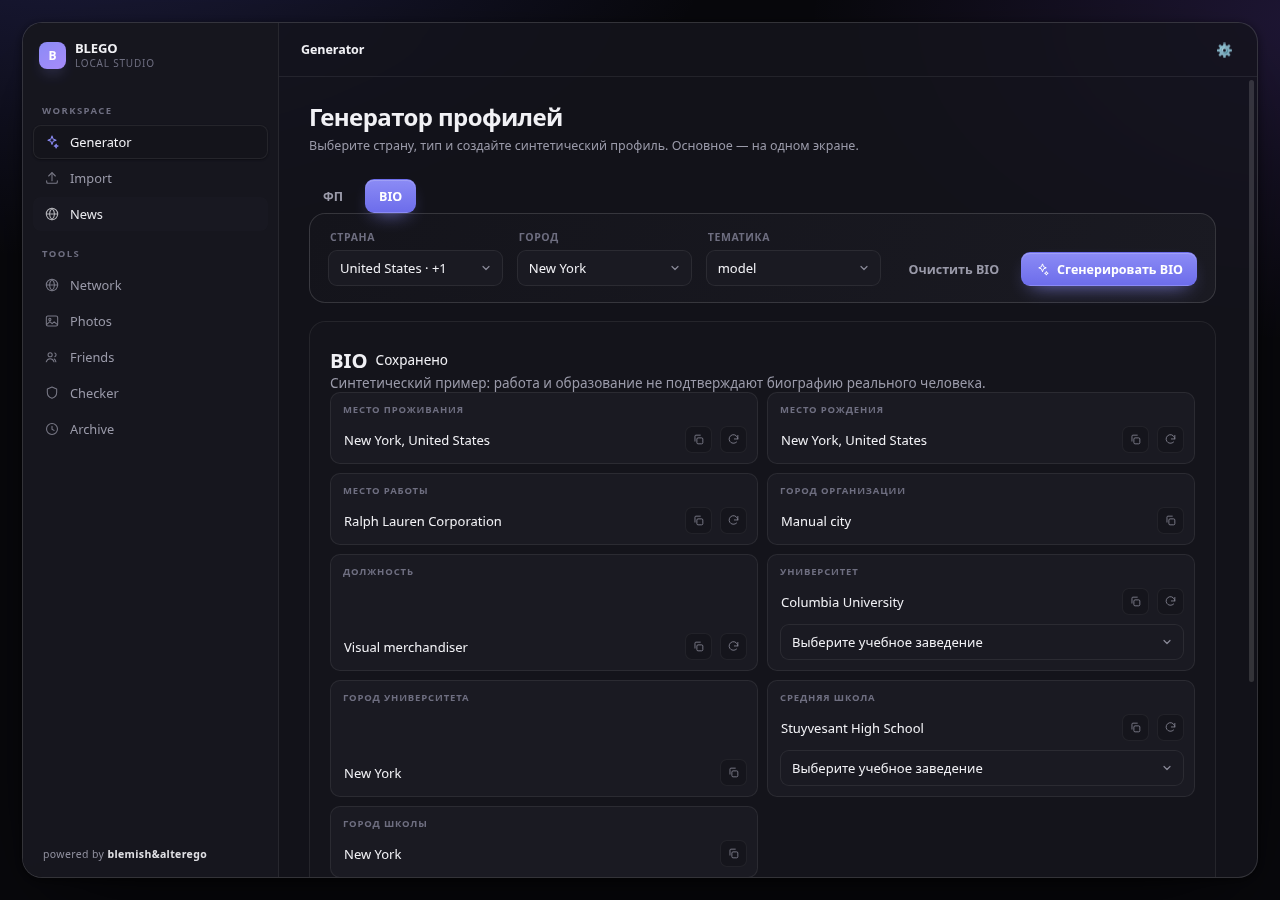 B
BLEGO
LOCAL STUDIO
WORKSPACE
Generator
Import
News
TOOLS
Network
Photos
Friends
Checker
Archive
powered by blemish&alterego
Generator
Генератор профилей
Выберите страну, тип и создайте синтетический профиль. Основное — на одном экране.
ФП
BIO
СТРАНА
ГОРОД
ТЕМАТИКА
United States · +1
New York
model
Очистить BIO
Сгенерировать BIO
BIO Сохранено
Синтетический пример: работа и образование не подтверждают биографию реального человека.
МЕСТО ПРОЖИВАНИЯ
New York, United States
МЕСТО РОЖДЕНИЯ
New York, United States
МЕСТО РАБОТЫ
Ralph Lauren Corporation
ГОРОД ОРГАНИЗАЦИИ
Manual city
ДОЛЖНОСТЬ
Visual merchandiser
УНИВЕРСИТЕТ
Columbia University
Выберите учебное заведение
ГОРОД УНИВЕРСИТЕТА
New York
СРЕДНЯЯ ШКОЛА
Stuyvesant High School
Выберите учебное заведение
ГОРОД ШКОЛЫ
New York